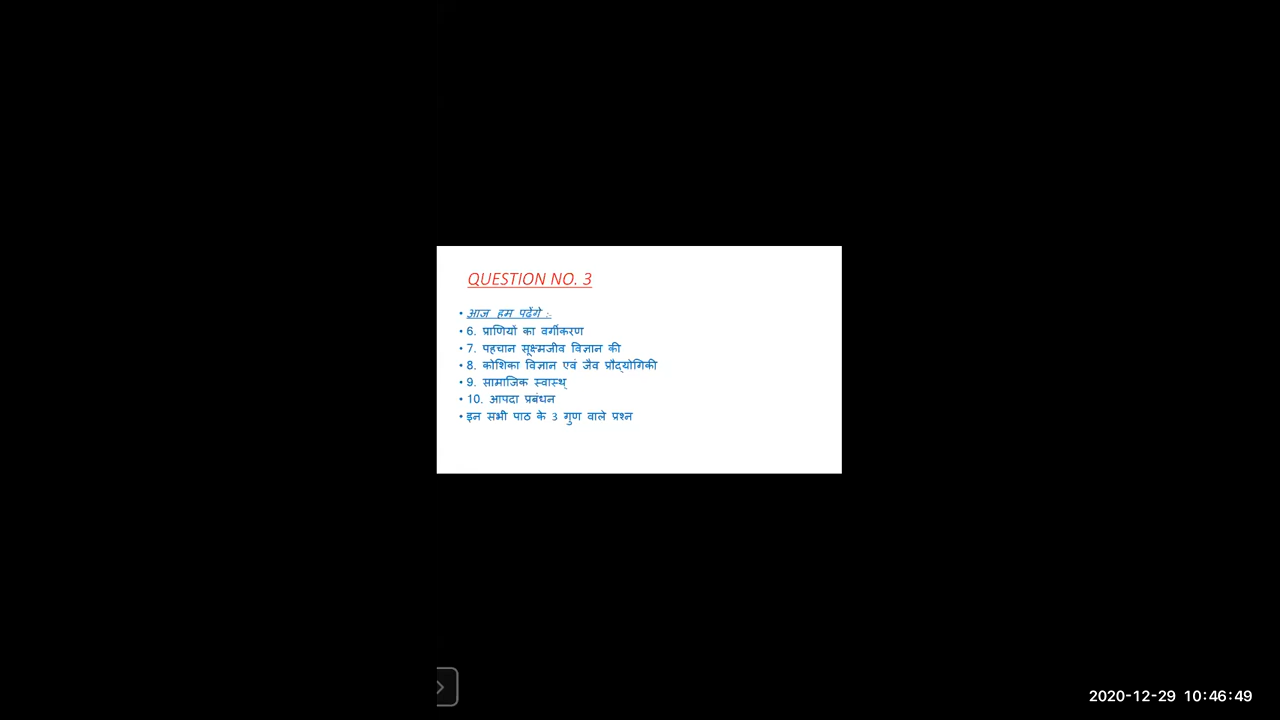 QUESTION NO. 3
• आज हम पढेंगे :-
• 6. प्राणियों का वर्गीकरण
• 7. पहचान सूक्ष्मजीव विज्ञान की
• 8. कोशिका विज्ञान एवं जैव प्रौद्योगिकी
• 9. सामाजिक स्वास्थ्
• 10. आपदा प्रबंधन
• इन सभी पाठ के 3 गुण वाले प्रश्न
2020-12-29 10:46:49